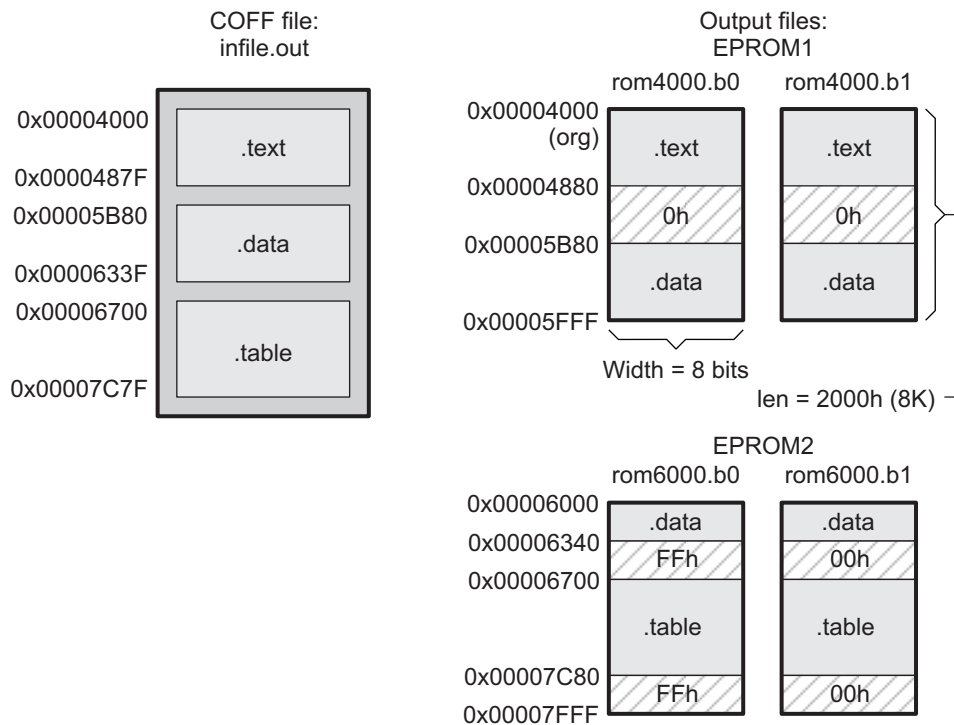 COFF file:
infile.out
0x00004000
.text
0x0000487F
0x00005B80
.data
0x0000633F
0x00006700
.table
0x00007C7F
Output files:
EPROM1
rom4000.b0 rom4000.b1
0x00004000
(org)
.text .text
0x00004880
0h 0h
0x00005B80
.data .data
0x00005FFF
Width = 8 bits
len = 2000h (8K)
EPROM2
rom6000.b0 rom6000.b1
0x00006000
.data .data
0x00006340
FFh 00h
0x00006700
.table .table
0x00007C80
FFh 00h
0x00007FFF